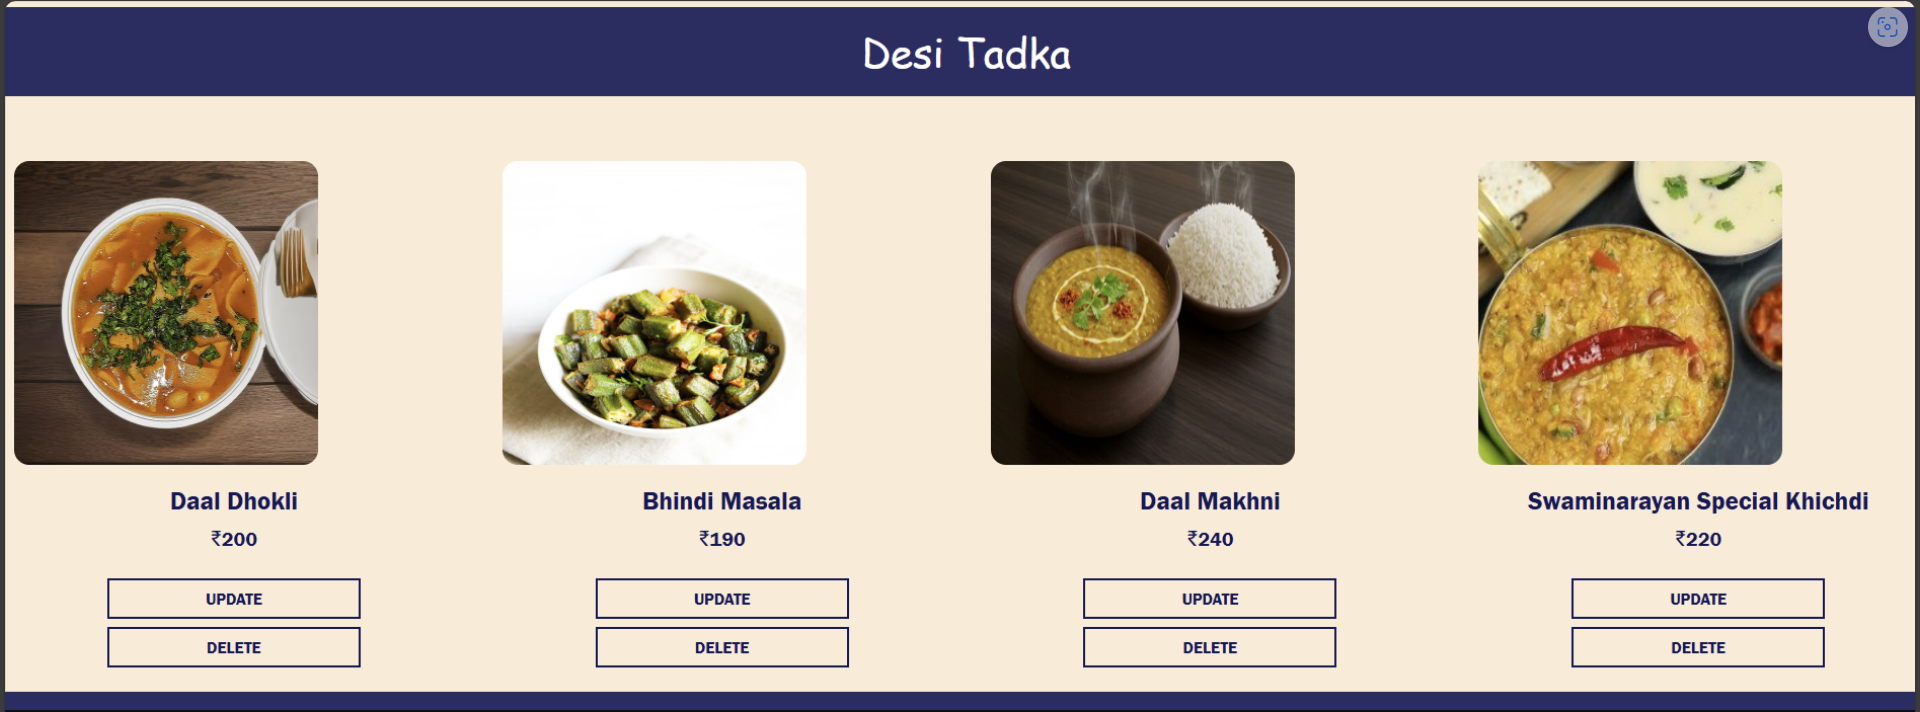 Desi Tadka
Daal Dhokli
₹200
UPDATE
DELETE
Bhindi Masala
₹190
UPDATE
DELETE
Daal Makhni
₹240
UPDATE
DELETE
Swaminarayan Special Khichdi
₹220
UPDATE
DELETE